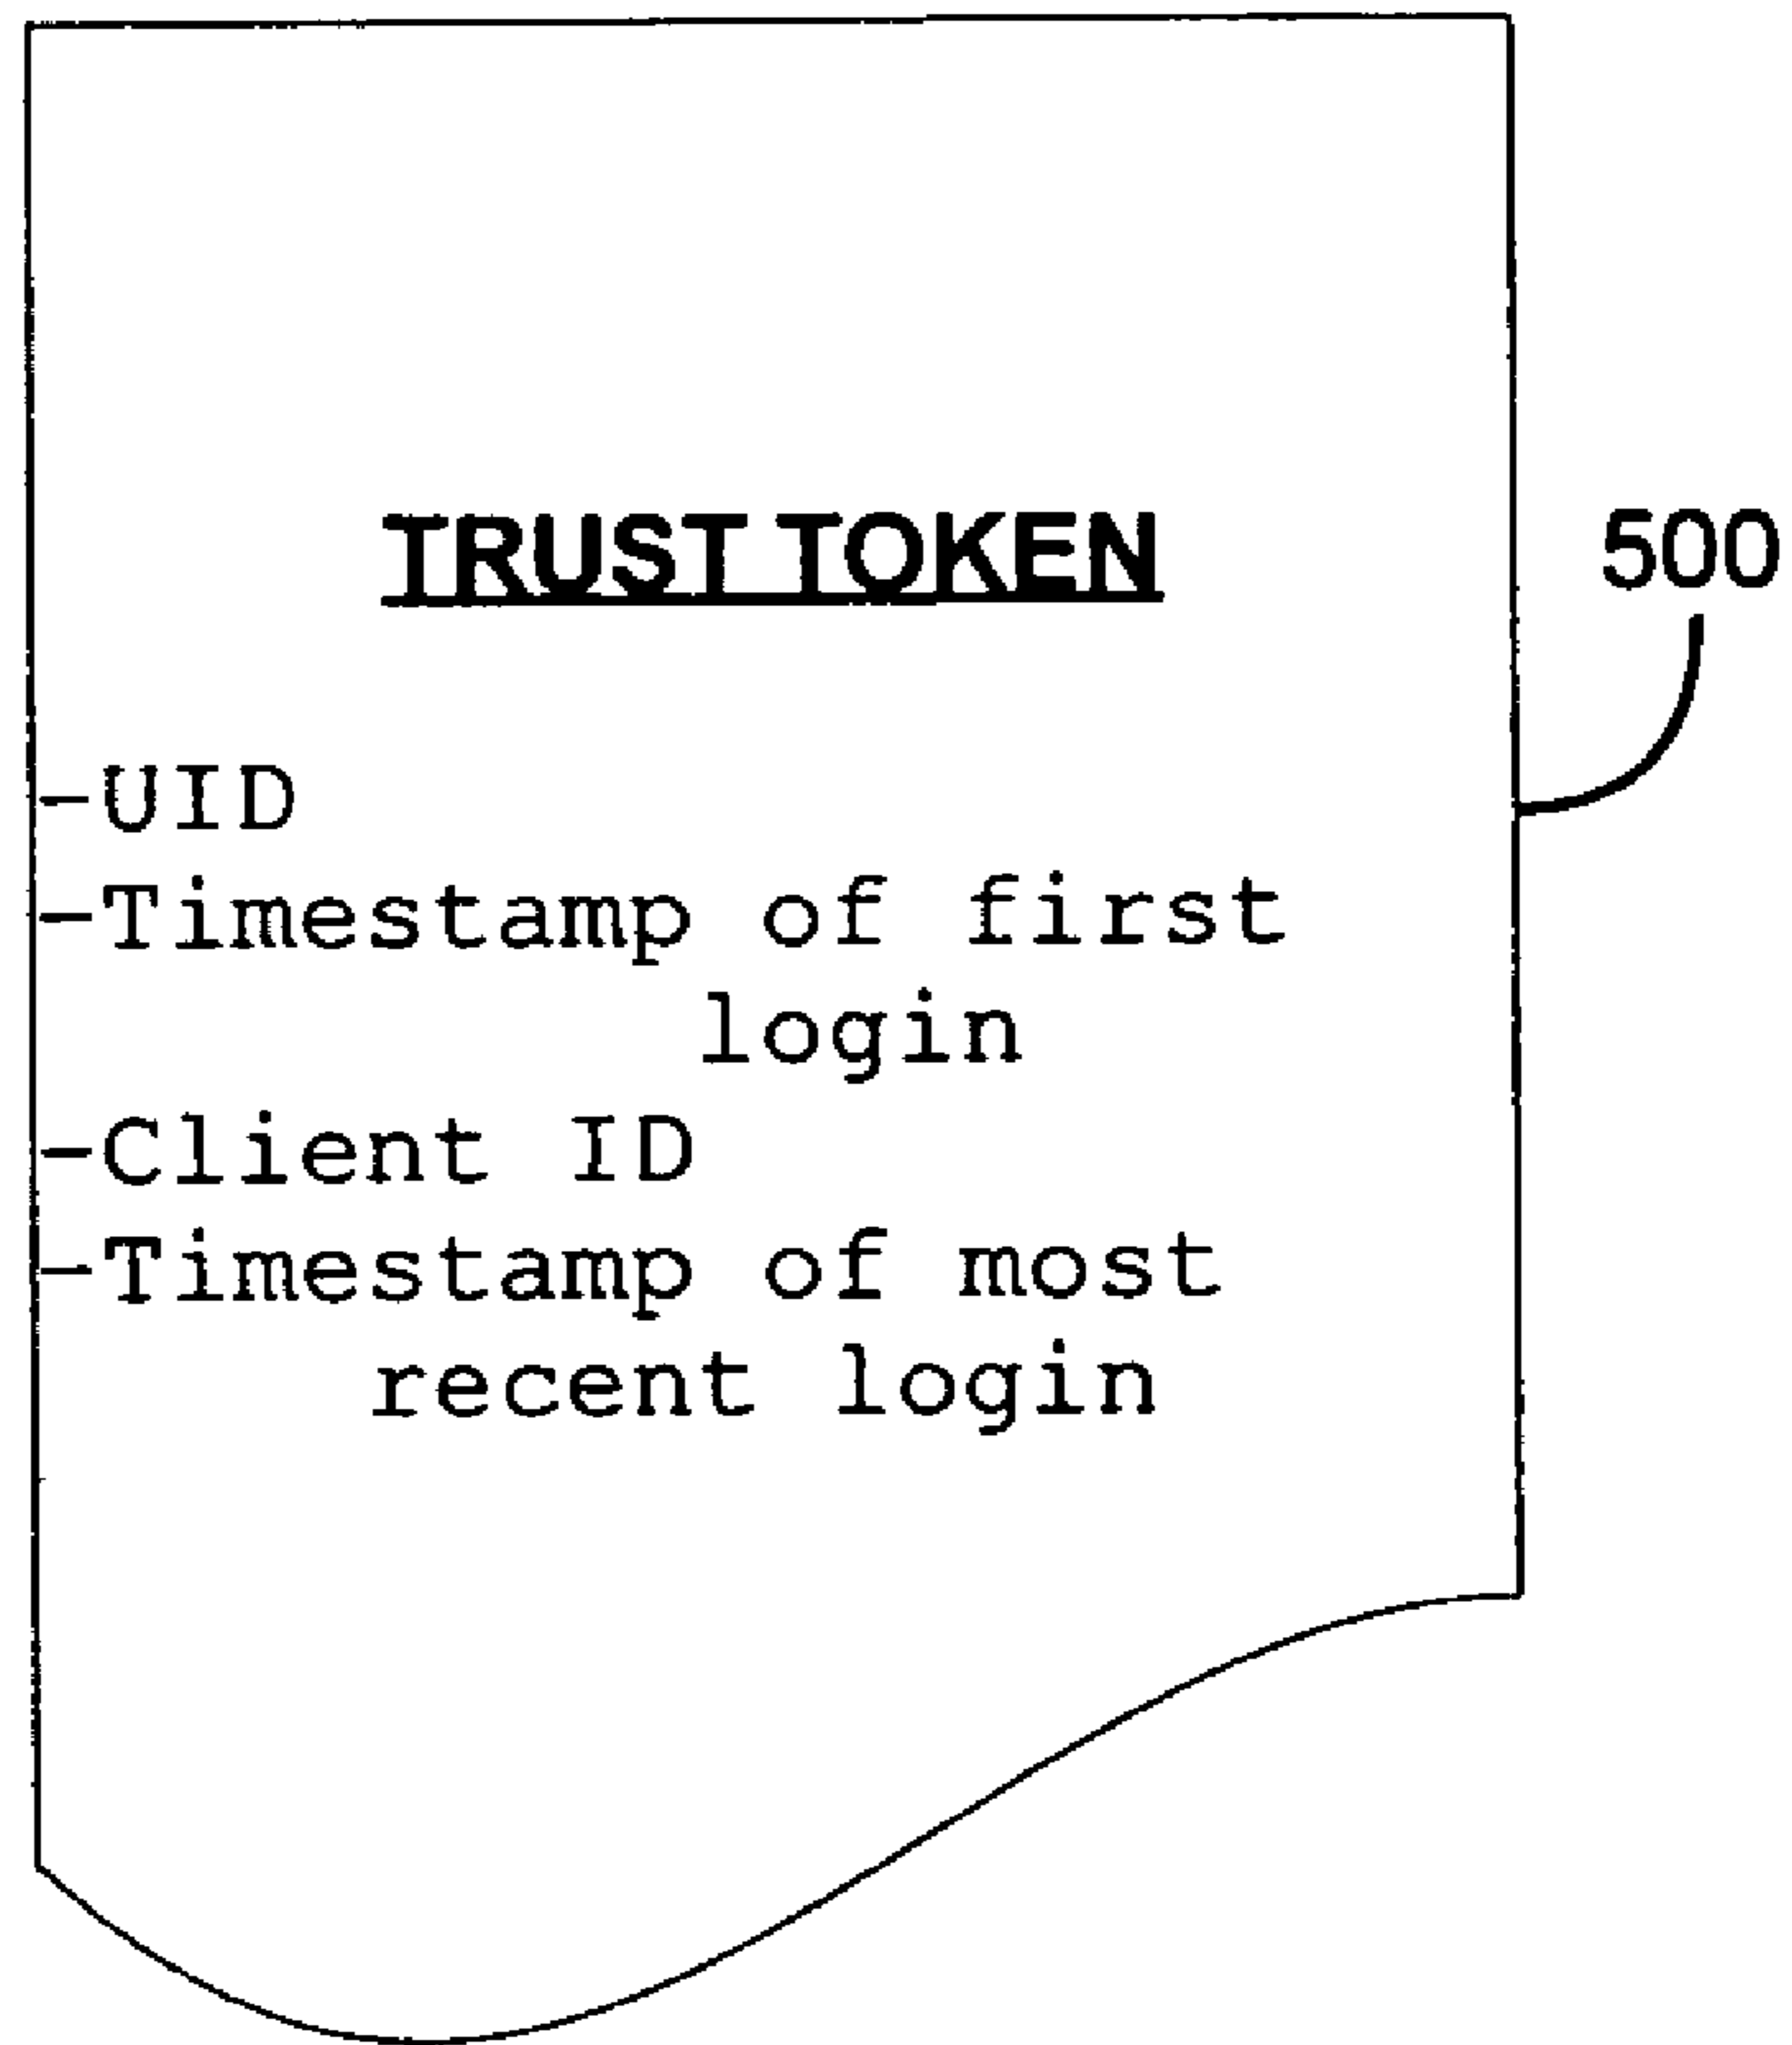 TRUST TOKEN
500
-UID
-Timestamp of first
login
-Client ID
-Timestamp of most
recent login